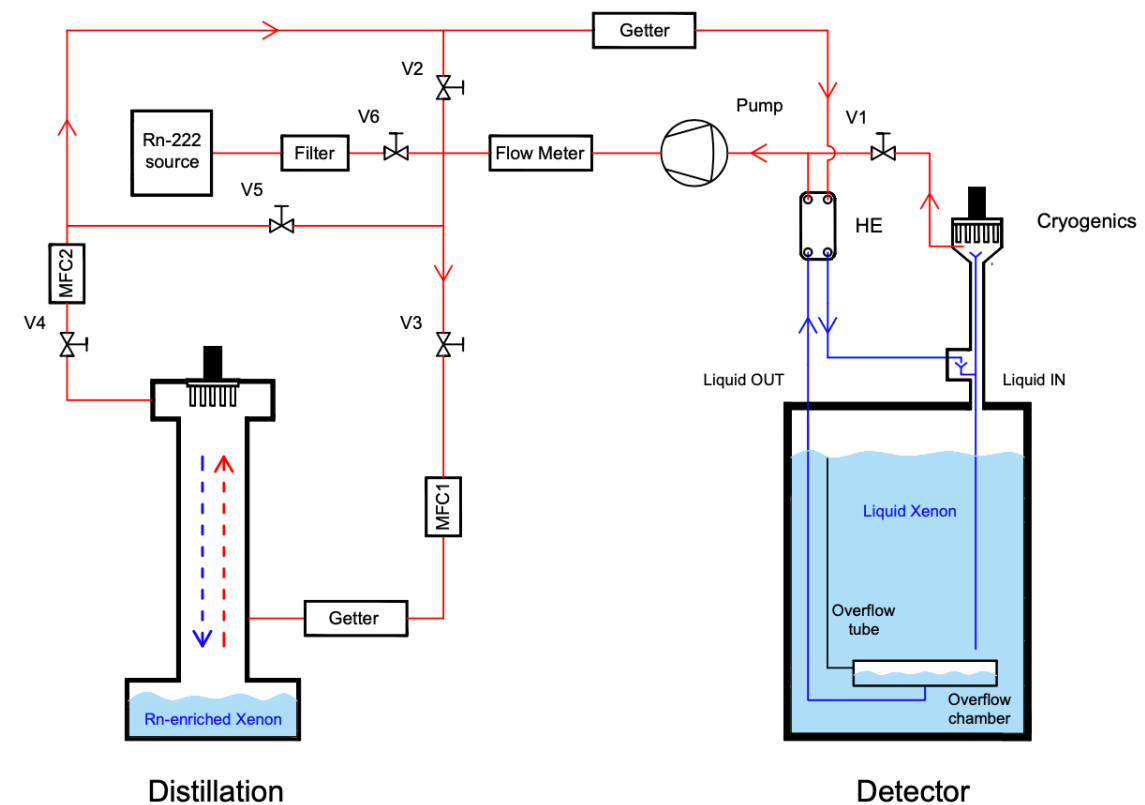 Getter
V2
Pump
V1
V6
Rn-222
source
Filter
Flow Meter
V5
HE
Cryogenics
MFC2
V4
V3
Liquid OUT
Liquid IN
MFC1
Liquid Xenon
Overflow
tube
Getter
Rn-enriched Xenon
Overflow
chamber
Distillation
Detector